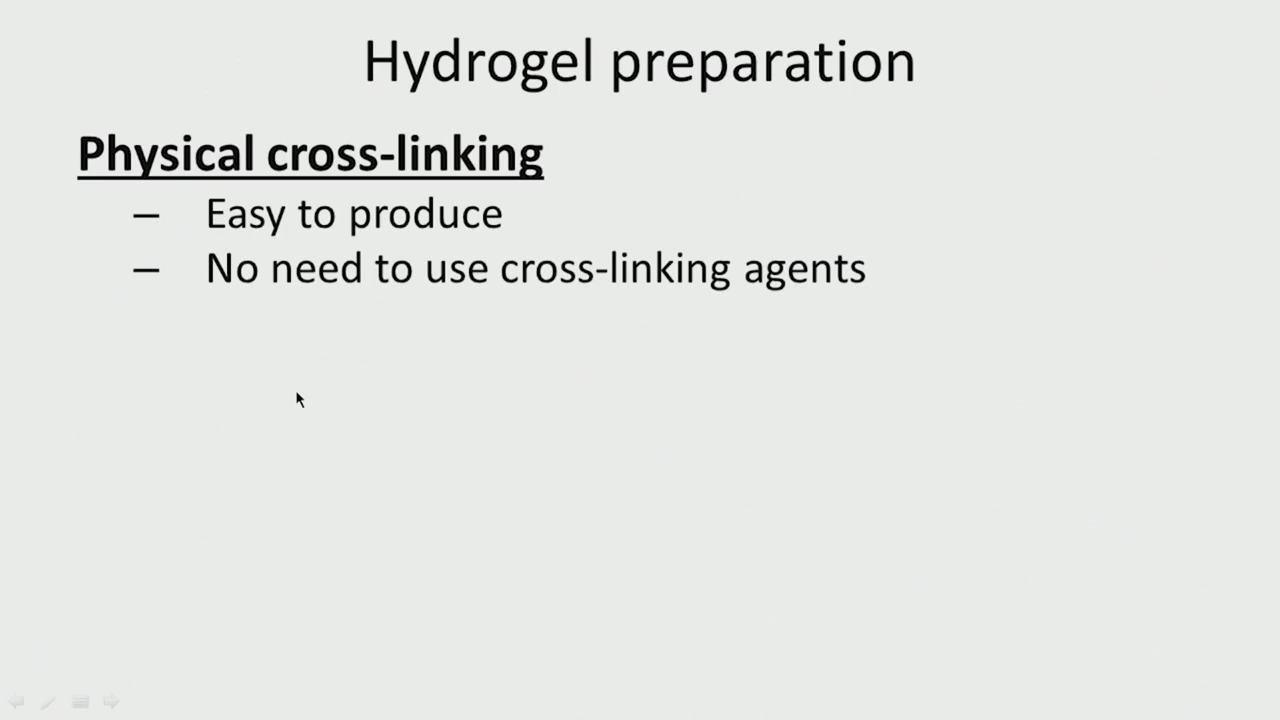 Hydrogel preparation
Physical cross-linking
– Easy to produce
– No need to use cross-linking agents